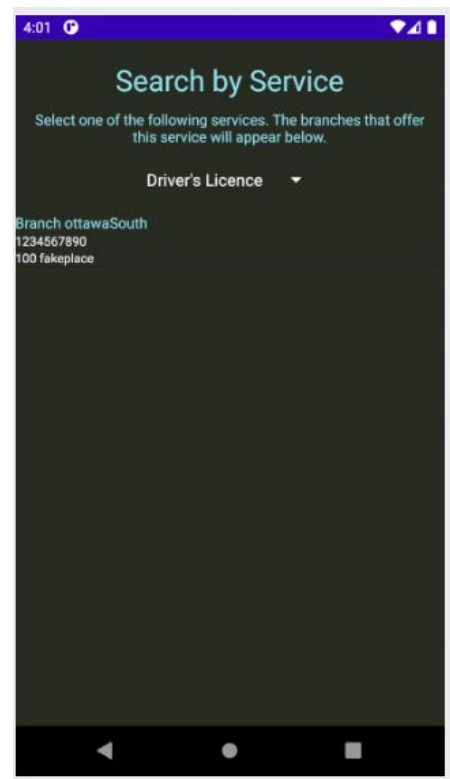 4:01
Search by Service
Select one of the following services. The branches that offer
this service will appear below.
Driver's Licence
Branch ottawaSouth
1234567890
100 fakeplace